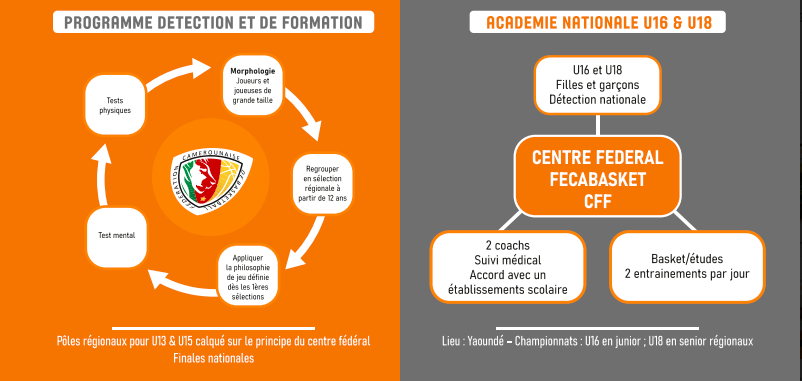 PROGRAMME DETECTION ET DE FORMATION
Morphologie
Joueurs et
joueuses de
grande taille
Tests
physiques
Regrouper
en sélection
régionale à
partir de 12 ans
Test mental
Appliquer
la philosophie
de jeu définie
dès les 1ères
sélections
FEDERATION CAMEROUNAISE DE BASKETBALL
Pôles régionaux pour U13 & U15 calqué sur le principe du centre fédéral
Finales nationales
ACADEMIE NATIONALE U16 & U18
U16 et U18
Filles et garçons
Détection nationale
CENTRE FEDERAL
FECABASKET
CFF
2 coachs
Suivi médical
Accord avec un
établissements scolaire
Basket/études
2 entrainements par jour
Lieu : Yaoundé – Championnats : U16 en junior ; U18 en senior régionaux